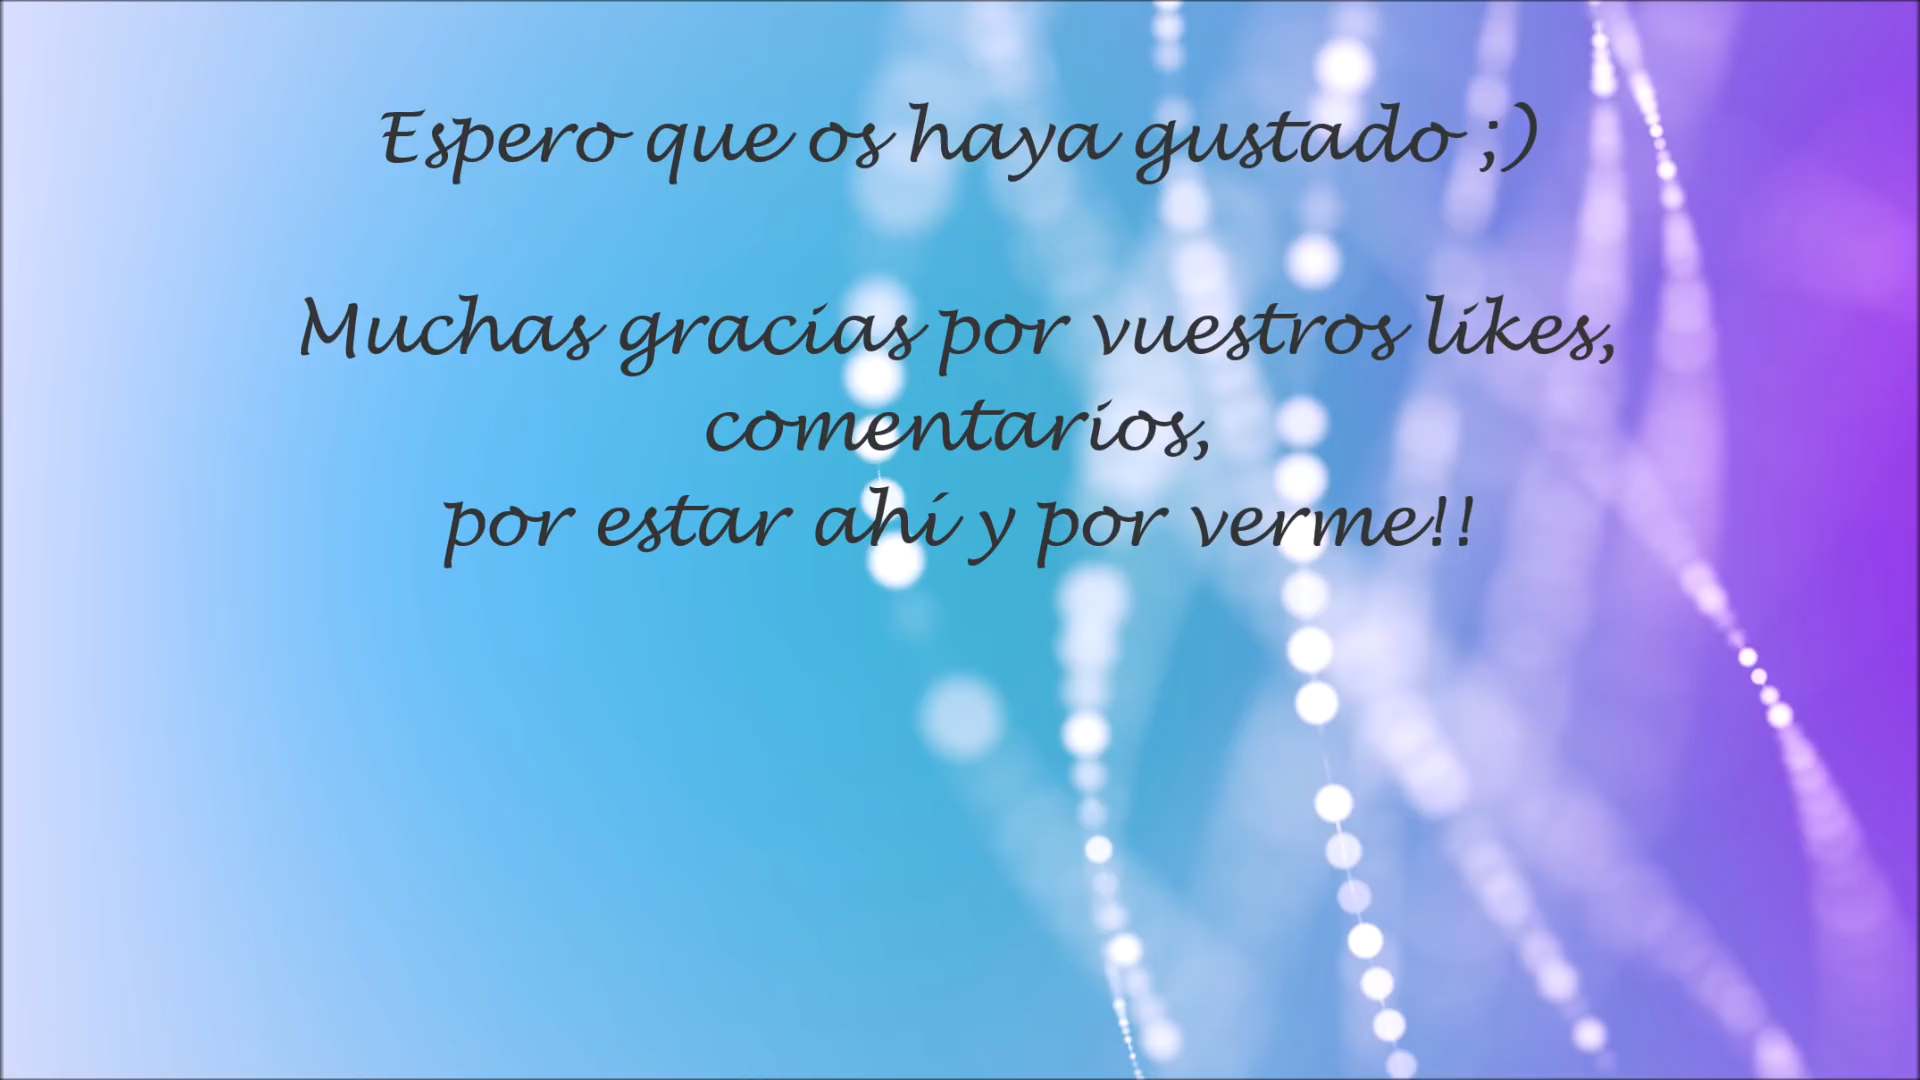 Espero que os haya gustado ;)
Muchas gracias por vuestros likes,
comentarios,
por estar ahí y por verme!!